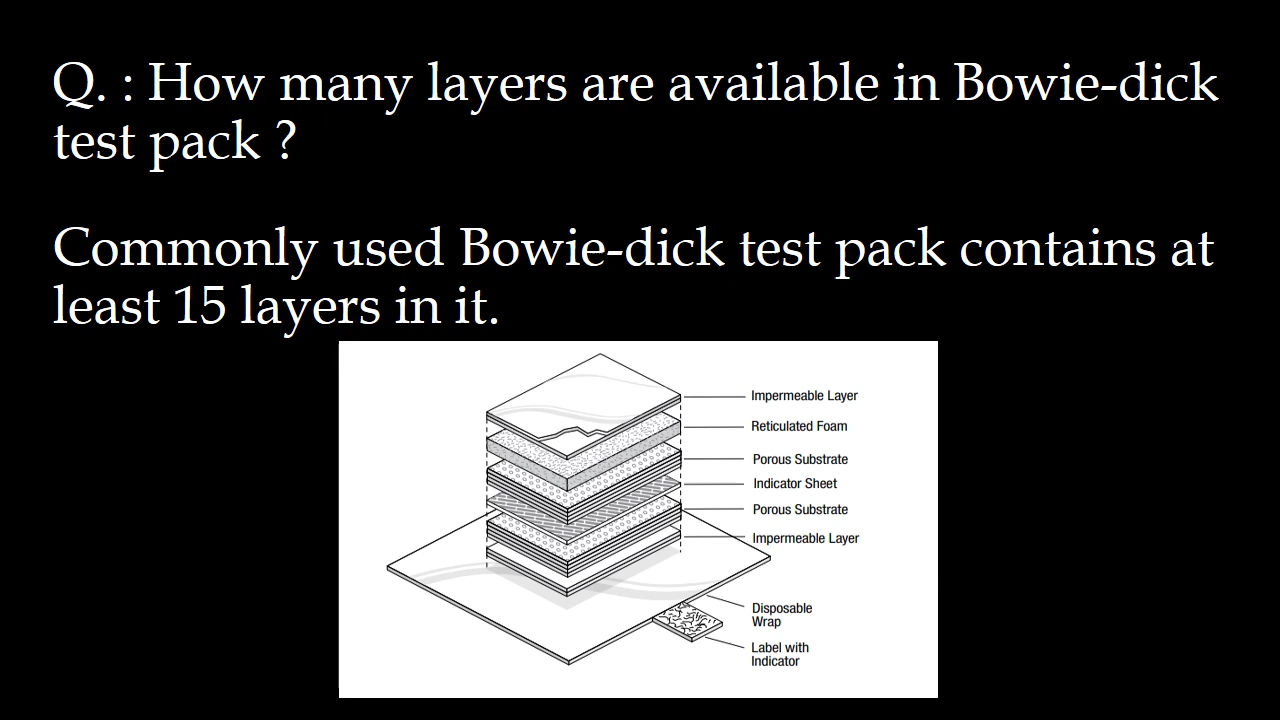 Q. : How many layers are available in Bowie-dick
test pack ?
Commonly used Bowie-dick test pack contains at
least 15 layers in it.
Impermeable Layer
Reticulated Foam
Porous Substrate
Indicator Sheet
Porous Substrate
Impermeable Layer
Disposable
Wrap
Label with
Indicator